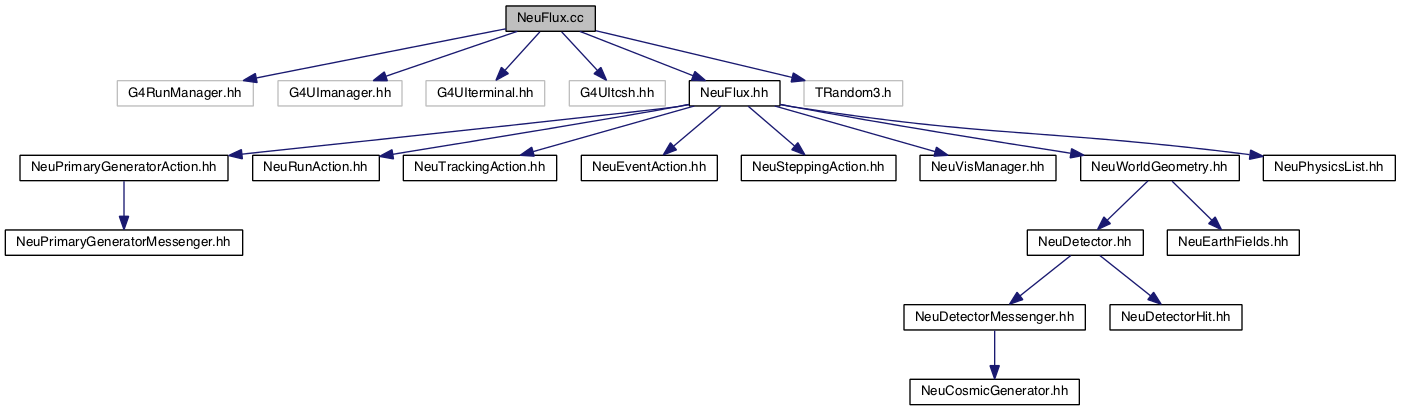 NeuFlux.cc
G4RunManager.hh
G4UImanager.hh
G4UIterminal.hh
G4UItcsh.hh
NeuFlux.hh
TRandom3.h
NeuPrimaryGeneratorAction.hh
NeuRunAction.hh
NeuTrackingAction.hh
NeuEventAction.hh
NeuSteppingAction.hh
NeuVisManager.hh
NeuWorldGeometry.hh
NeuPhysicsList.hh
NeuPrimaryGeneratorMessenger.hh
NeuDetector.hh
NeuEarthFields.hh
NeuDetectorMessenger.hh
NeuDetectorHit.hh
NeuCosmicGenerator.hh